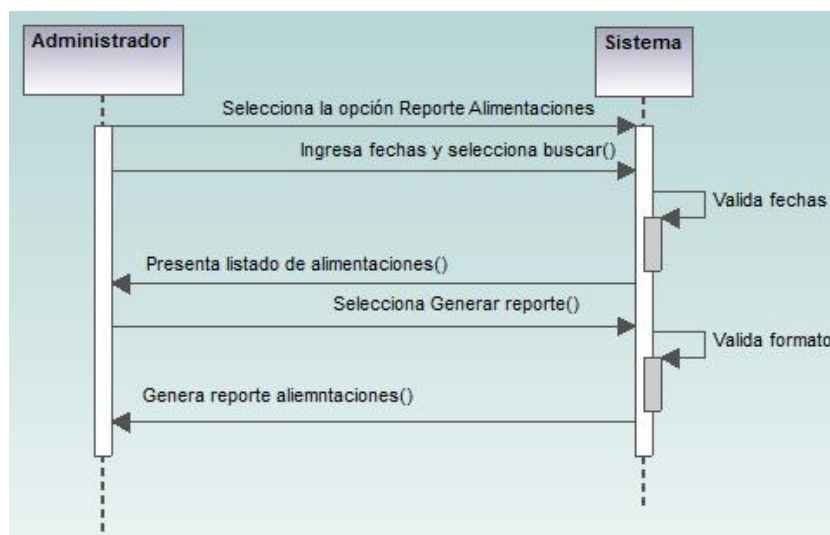 Administrador
Sistema
Selecciona la opción Reporte Alimentaciones
Ingresa fechas y selecciona buscar()
Valida fechas
Presenta listado de alimentaciones()
Selecciona Generar reporte()
Valida formato
Genera reporte aliemntaciones()